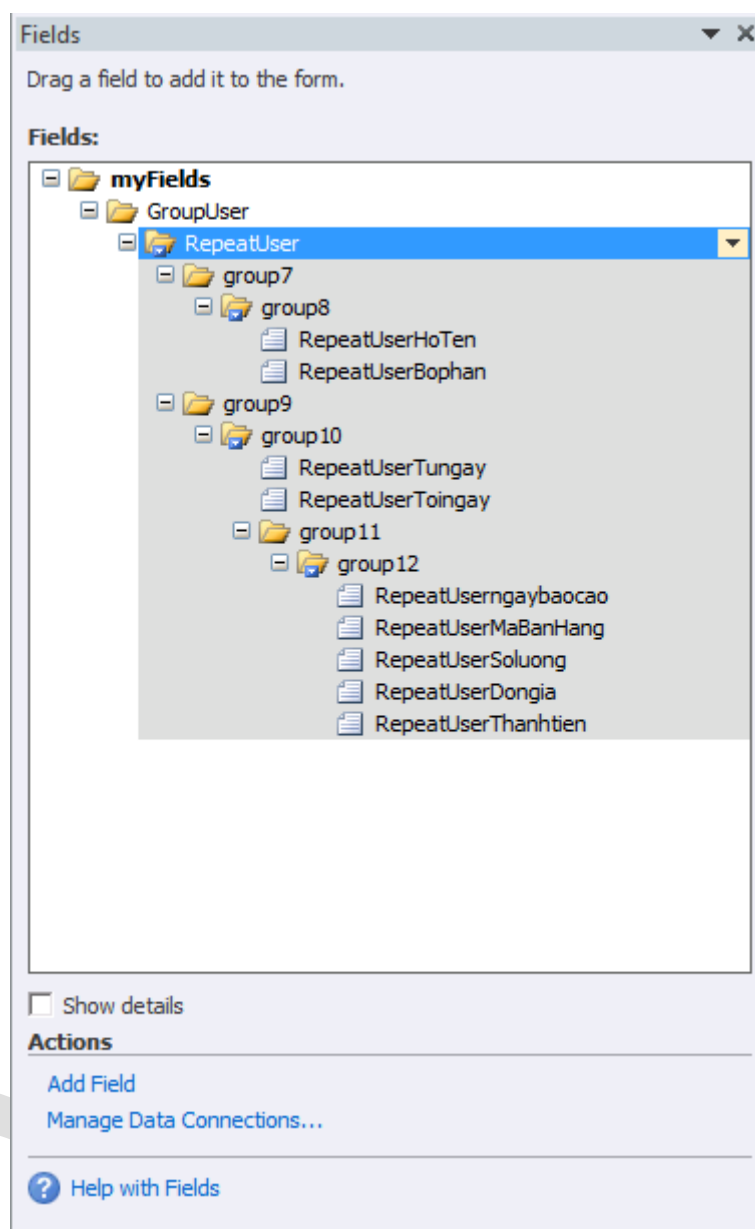 Fields
Drag a field to add it to the form.
Fields:
myFields
GroupUser
RepeatUser
group7
group8
RepeatUserHoTen
RepeatUserBophan
group9
group10
RepeatUserTungay
RepeatUserToingay
group11
group12
RepeatUserngaybaocao
RepeatUserMaBanHang
RepeatUserSoluong
RepeatUserDongia
RepeatUserThanhtien
Show details
Actions
Add Field
Manage Data Connections...
Help with Fields